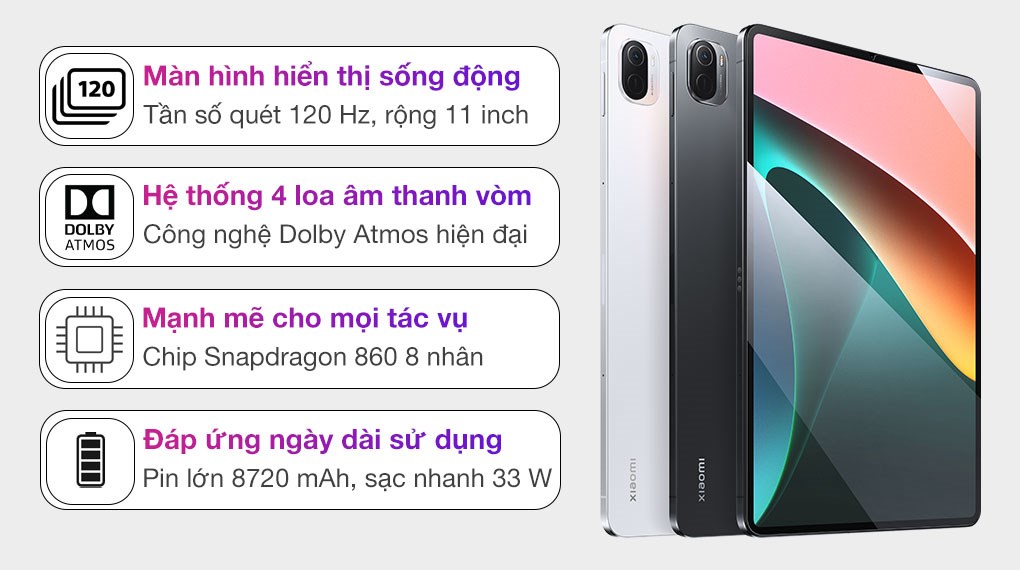 120
Màn hình hiển thị sống động
Tần số quét 120 Hz, rộng 11 inch
DOLBY
ATMOS
Hệ thống 4 loa âm thanh vòm
Công nghệ Dolby Atmos hiện đại
Mạnh mẽ cho mọi tác vụ
Chip Snapdragon 860 8 nhân
Đáp ứng ngày dài sử dụng
Pin lớn 8720 mAh, sạc nhanh 33 W
xiaomi
xiaomi